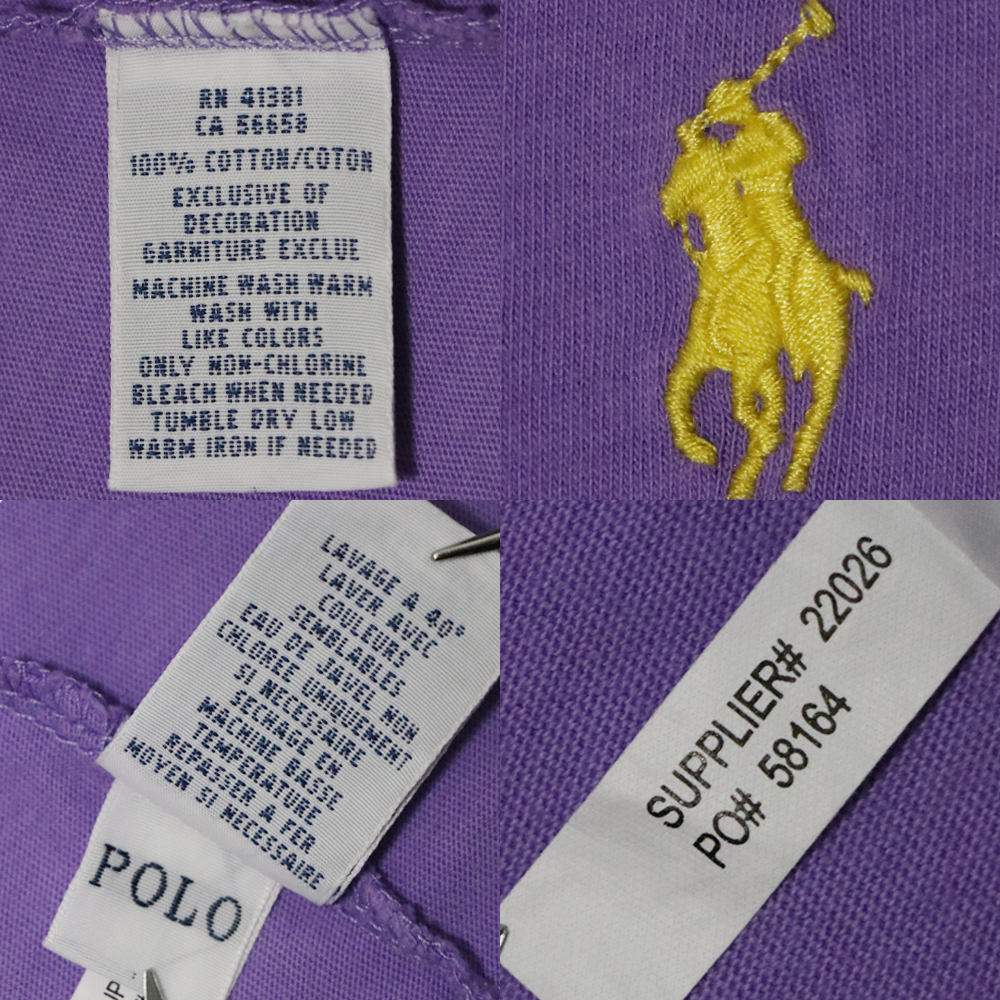 RN 41381
CA 56658
100% COTTON/COTON
EXCLUSIVE OF
DECORATION
GARNITURE EXCLUE
MACHINE WASH WARM
WASH WITH
LIKE COLORS
ONLY NON-CHLORINE
BLEACH WHEN NEEDED
TUMBLE DRY LOW
WARM IRON IF NEEDED
LAVAGE A 40°
LAVER AVEC
COULEURS
SEMBLABLES
EAU DE JAVEL NON
CHLOREE UNIQUEMENT
SI NECESSAIRE
SECHAGE EN
MACHINE BASSE
TEMPERATURE
REPASSER A FER
MOYEN SI NECESSAIRE
POLO
SUPPLIER# 22026
PO# 58164